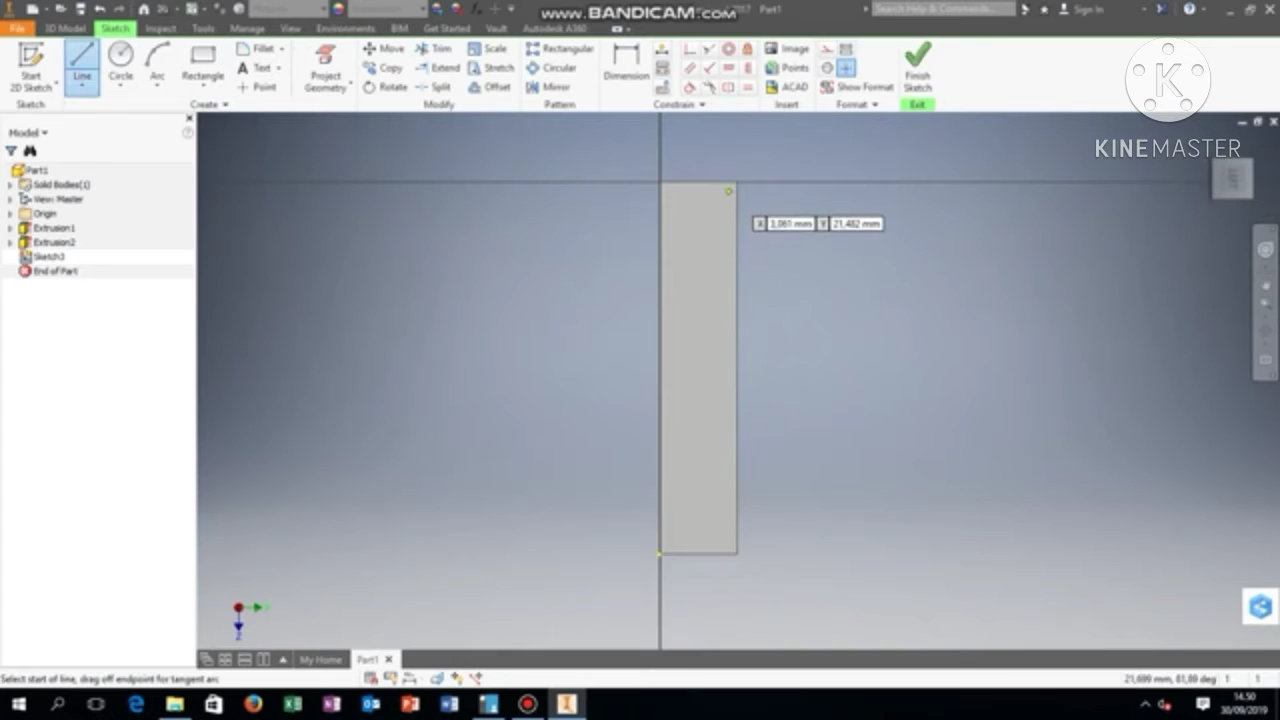 www.BANDICAM.com
Part1
Search Help & Commands...
Sign In
File
3D Model
Sketch
Inspect
Tools
Manage
View
Environments
BIM
Get Started
Vault
Autodesk A360
Start
2D Sketch
Line
Circle
Arc
Rectangle
Fillet
Text
Point
Project
Geometry
Move
Copy
Rotate
Trim
Extend
Split
Scale
Stretch
Offset
Rectangular
Circular
Mirror
Dimension
Image
Points
ACAD
Show Format
Finish
Sketch
Sketch
Create
Modify
Pattern
Constrain
Insert
Format
Exit
K
KINEMASTER
Model
Part1
Solid Bodies(1)
View: Master
Origin
Extrusion1
Extrusion2
Sketch3
End of Part
X 3,061 mm Y 21,482 mm
Z
My Home
Part1
Select start of line, drag off endpoint for tangent arc
21,699 mm, 81,89 deg 1 1
14.50
30/09/2019